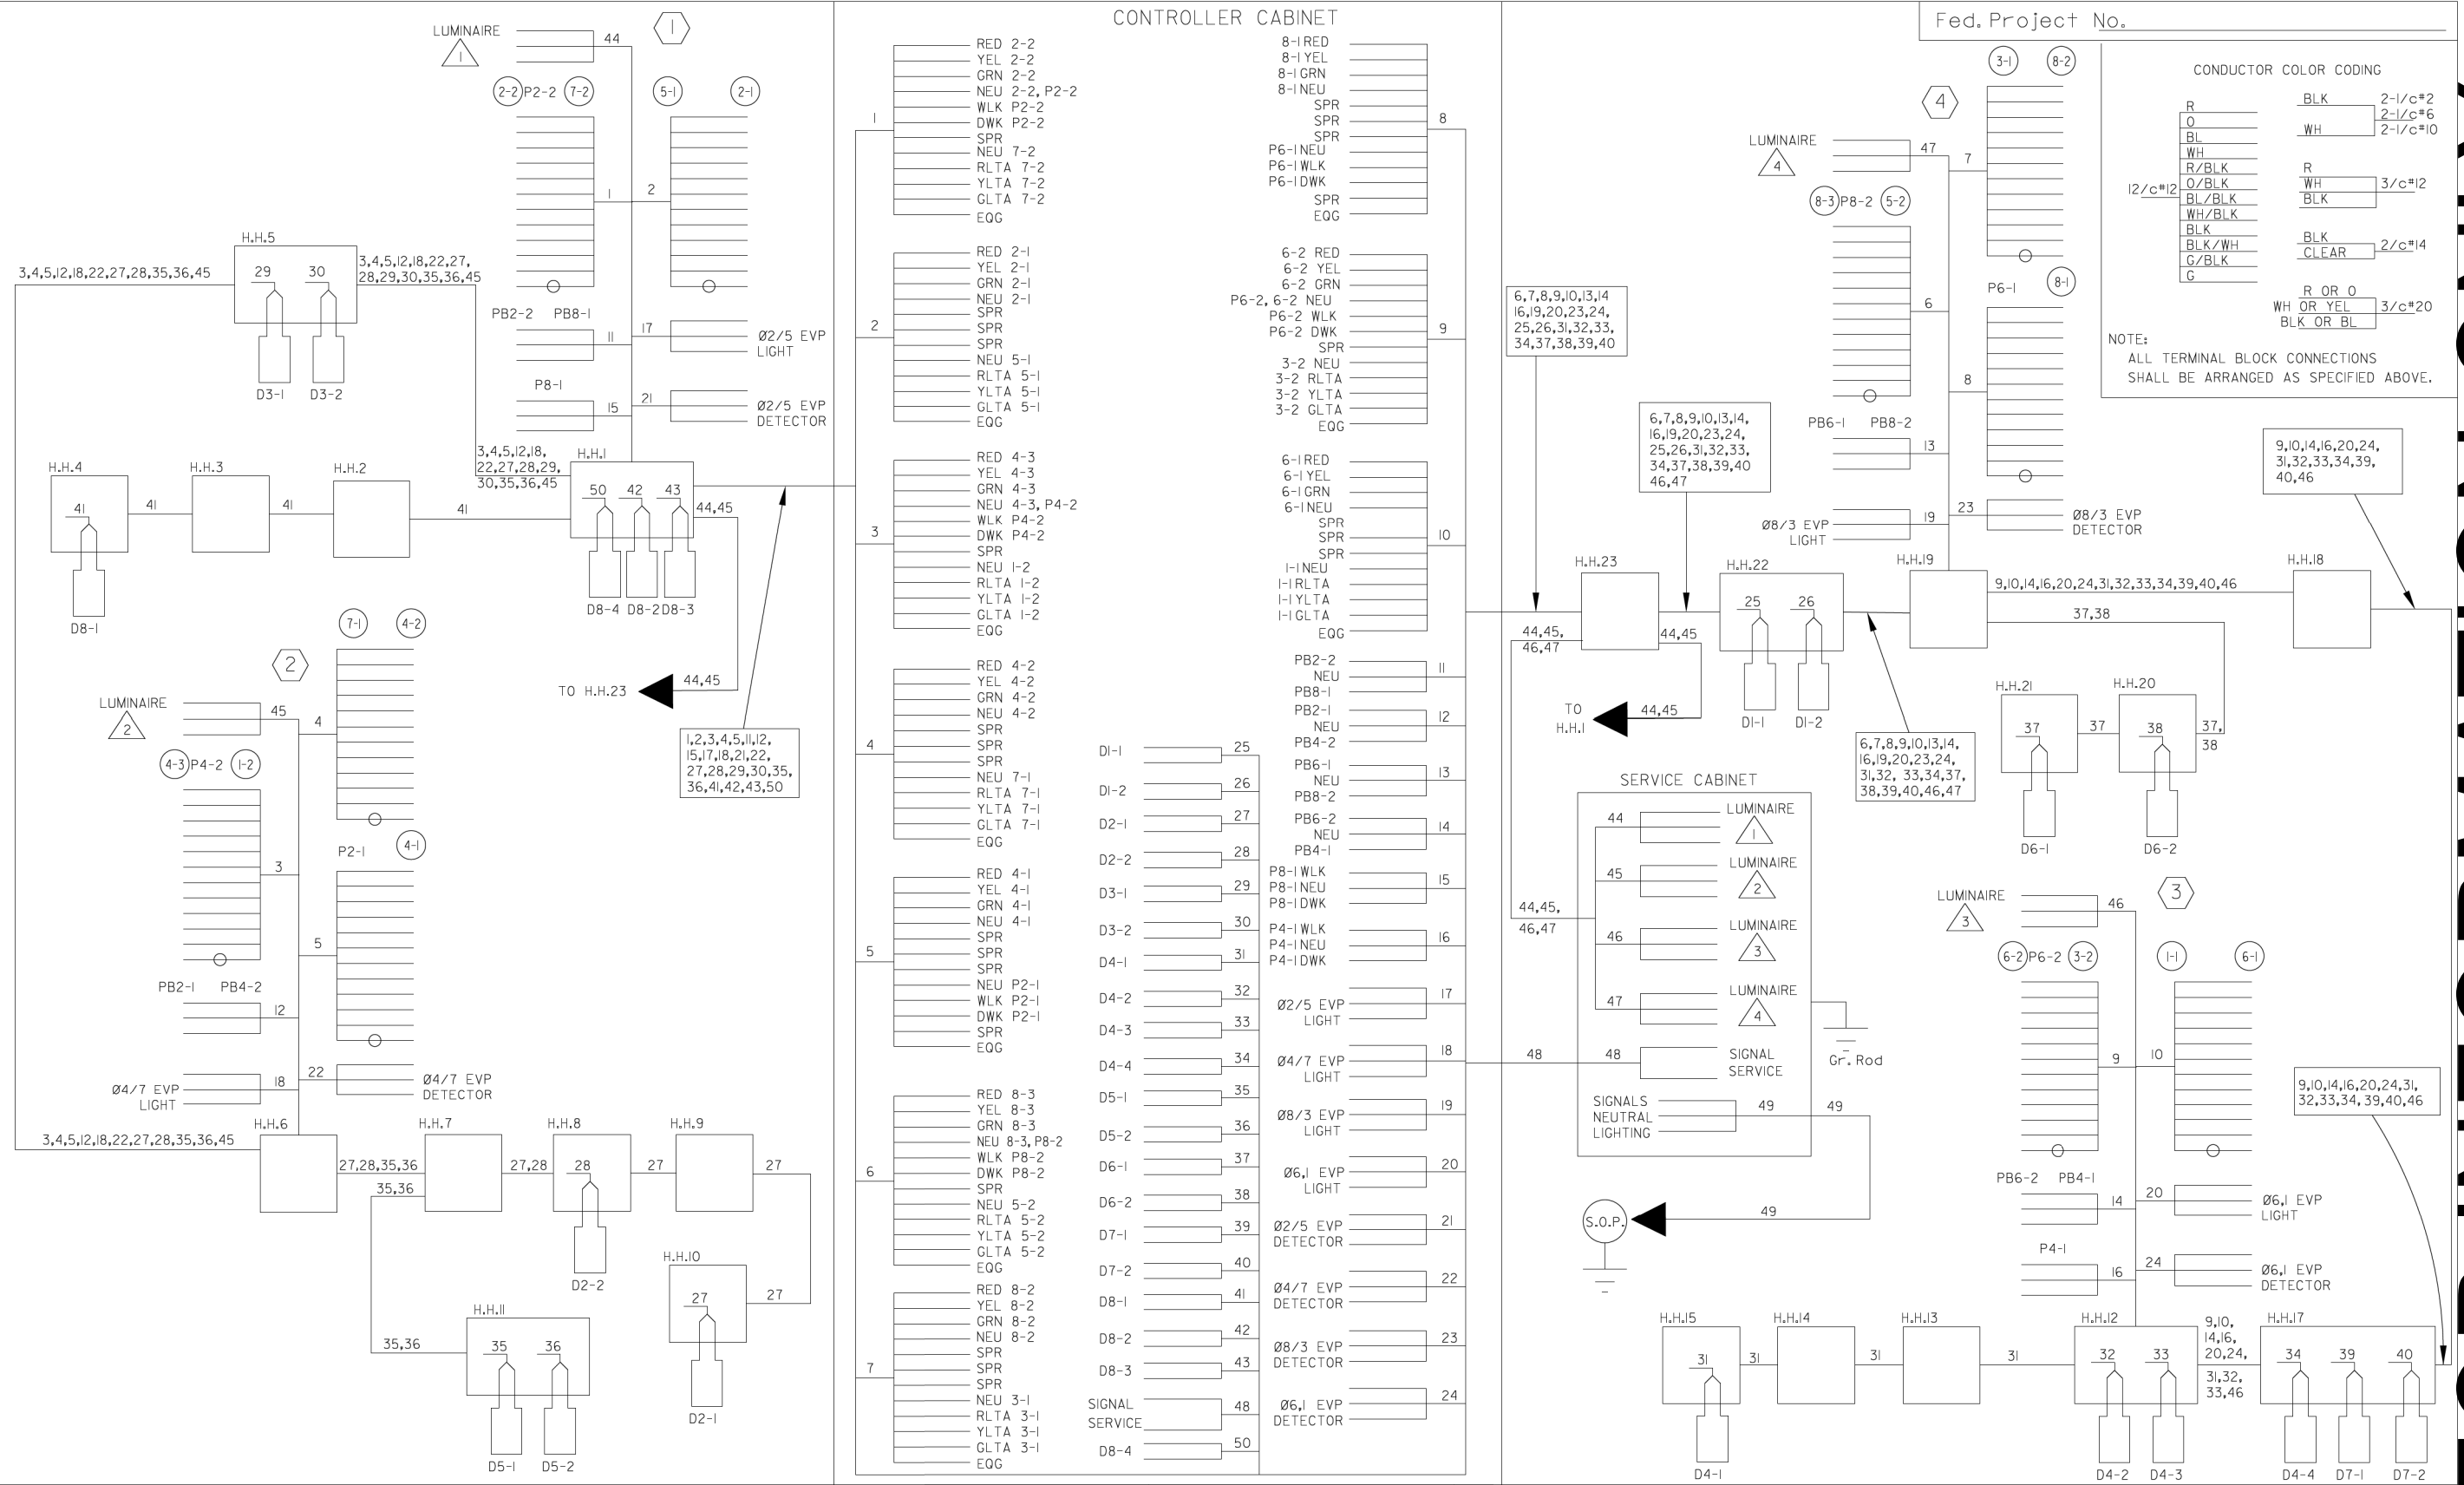 CONTROLLER CABINET
Fed. Project No.
LUMINAIRE
1
44
1
2-2 P2-2 7-2
5-1 2-1
1
2
PB2-2 PB8-1
11
17
Ø2/5 EVP
LIGHT
P8-1
15
21
Ø2/5 EVP
DETECTOR
H.H.5
3,4,5,12,18,22,27,28,35,36,45
29 30
3,4,5,12,18,22,27,
28,29,30,35,36,45
D3-1 D3-2
H.H.4
41
D8-1
41
H.H.3
41
H.H.2
41
3,4,5,12,18,
22,27,28,29,
30,35,36,45
H.H.1
50 42 43
D8-4 D8-2 D8-3
44,45
TO H.H.23
44,45
1,2,3,4,5,11,12,
15,17,18,21,22,
27,28,29,30,35,
36,41,42,43,50
2
7-1 4-2
LUMINAIRE
2
45
4
4-3 P4-2 1-2
3
P2-1 4-1
5
PB2-1 PB4-2
12
18
Ø4/7 EVP
LIGHT
22
Ø4/7 EVP
DETECTOR
3,4,5,12,18,22,27,28,35,36,45
H.H.6
27,28,35,36
35,36
H.H.7
27,28
H.H.8
28
D2-2
27
H.H.9
27
H.H.10
27
27
D2-1
35,36
H.H.11
35 36
D5-1 D5-2
1
RED 2-2
YEL 2-2
GRN 2-2
NEU 2-2, P2-2
WLK P2-2
DWK P2-2
SPR
NEU 7-2
RLTA 7-2
YLTA 7-2
GLTA 7-2
EQG
2
RED 2-1
YEL 2-1
GRN 2-1
NEU 2-1
SPR
SPR
SPR
NEU 5-1
RLTA 5-1
YLTA 5-1
GLTA 5-1
EQG
3
RED 4-3
YEL 4-3
GRN 4-3
NEU 4-3, P4-2
WLK P4-2
DWK P4-2
SPR
NEU 1-2
RLTA 1-2
YLTA 1-2
GLTA 1-2
EQG
4
RED 4-2
YEL 4-2
GRN 4-2
NEU 4-2
SPR
SPR
SPR
NEU 7-1
RLTA 7-1
YLTA 7-1
GLTA 7-1
EQG
5
RED 4-1
YEL 4-1
GRN 4-1
NEU 4-1
SPR
SPR
SPR
NEU P2-1
WLK P2-1
DWK P2-1
SPR
EQG
6
RED 8-3
YEL 8-3
GRN 8-3
NEU 8-3, P8-2
WLK P8-2
DWK P8-2
SPR
NEU 5-2
RLTA 5-2
YLTA 5-2
GLTA 5-2
EQG
7
RED 8-2
YEL 8-2
GRN 8-2
NEU 8-2
SPR
SPR
SPR
NEU 3-1
RLTA 3-1
YLTA 3-1
GLTA 3-1
EQG
D1-1 25
D1-2 26
D2-1 27
D2-2 28
D3-1 29
D3-2 30
D4-1 31
D4-2 32
D4-3 33
D4-4 34
D5-1 35
D5-2 36
D6-1 37
D6-2 38
D7-1 39
D7-2 40
D8-1 41
D8-2 42
D8-3 43
SIGNAL
SERVICE
48
D8-4 50
8-1 RED
8-1 YEL
8-1 GRN
8-1 NEU
SPR
SPR
SPR
P6-1 NEU
P6-1 WLK
P6-1 DWK
SPR
EQG
8
6-2 RED
6-2 YEL
6-2 GRN
P6-2, 6-2 NEU
P6-2 WLK
P6-2 DWK
SPR
3-2 NEU
3-2 RLTA
3-2 YLTA
3-2 GLTA
EQG
9
6-1 RED
6-1 YEL
6-1 GRN
6-1 NEU
SPR
SPR
SPR
1-1 NEU
1-1 RLTA
1-1 YLTA
1-1 GLTA
EQG
10
PB2-2
NEU
PB8-1
11
PB2-1
NEU
PB4-2
12
PB6-1
NEU
PB8-2
13
PB6-2
NEU
PB4-1
14
P8-1 WLK
P8-1 NEU
P8-1 DWK
15
P4-1 WLK
P4-1 NEU
P4-1 DWK
16
Ø2/5 EVP
LIGHT
17
Ø4/7 EVP
LIGHT
18
Ø8/3 EVP
LIGHT
19
Ø6,1 EVP
LIGHT
20
Ø2/5 EVP
DETECTOR
21
Ø4/7 EVP
DETECTOR
22
Ø8/3 EVP
DETECTOR
23
Ø6,1 EVP
DETECTOR
24
6,7,8,9,10,13,14
16,19,20,23,24,
25,26,31,32,33,
34,37,38,39,40
6,7,8,9,10,13,14,
16,19,20,23,24,
25,26,31,32,33,
34,37,38,39,40
46,47
H.H.23
44,45,
46,47
44,45
TO
H.H.1
44,45
H.H.22
25 26
D1-1 D1-2
6,7,8,9,10,13,14,
16,19,20,23,24,
31,32, 33,34,37,
38,39,40,46,47
SERVICE CABINET
44,45,
46,47
44
LUMINAIRE
1
45
LUMINAIRE
2
46
LUMINAIRE
3
47
LUMINAIRE
4
48
48
SIGNAL
SERVICE
SIGNALS
NEUTRAL
LIGHTING
49
49
Gr. Rod
S.O.P.
49
4
3-1 8-2
LUMINAIRE
4
47
7
8-3 P8-2 5-2
6
P6-1 8-1
8
PB6-1 PB8-2
13
19
Ø8/3 EVP
LIGHT
23
Ø8/3 EVP
DETECTOR
H.H.19
9,10,14,16,20,24,31,32,33,34,39,40,46
37,38
H.H.18
9,10,14,16,20,24,
31,32,33,34,39,
40,46
H.H.21
37
D6-1
37
H.H.20
38
D6-2
37,
38
CONDUCTOR COLOR CODING
12/c#12
R
O
BL
WH
R/BLK
O/BLK
BL/BLK
WH/BLK
BLK
BLK/WH
G/BLK
G
BLK
WH
2-1/c#2
2-1/c#6
2-1/c#10
R
WH
BLK
3/c#12
BLK
CLEAR
2/c#14
R OR O
WH OR YEL
BLK OR BL
3/c#20
NOTE:
ALL TERMINAL BLOCK CONNECTIONS
SHALL BE ARRANGED AS SPECIFIED ABOVE.
LUMINAIRE
3
46
3
6-2 P6-2 3-2
1-1 6-1
9
10
PB6-2 PB4-1
14
20
Ø6,1 EVP
LIGHT
P4-1
16
24
Ø6,1 EVP
DETECTOR
9,10,14,16,20,24,31,
32,33,34, 39,40,46
H.H.15
31
D4-1
31
H.H.14
31
H.H.13
31
H.H.12
32 33
D4-2 D4-3
9,10,
14,16,
20,24,
31,32,
33,46
H.H.17
34 39 40
D4-4 D7-1 D7-2